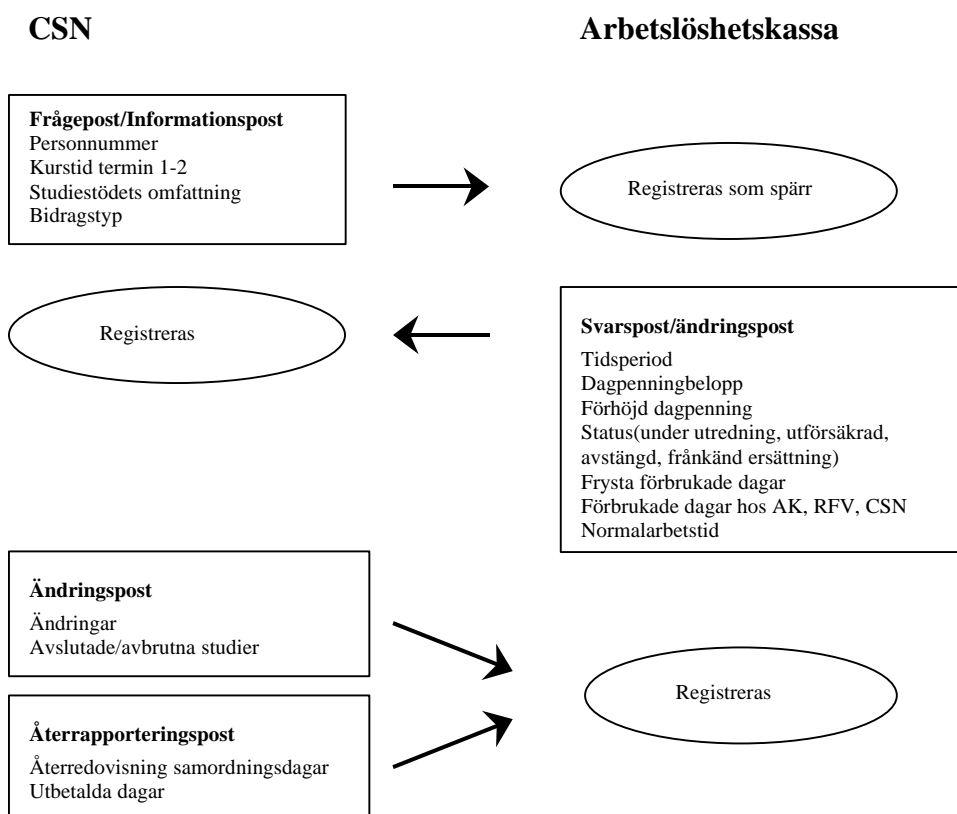 CSN
Arbetslöshetskassa
Frågepost/Informationspost
Personnummer
Kurstid termin 1-2
Studiestödets omfattning
Bidragstyp
Registreras som spärr
Registreras
Svarspost/ändringspost
Tidsperiod
Dagpenningbelopp
Förhöjd dagpenning
Status(under utredning, utförsäkrad,
avstängd, frånkänd ersättning)
Frysta förbrukade dagar
Förbrukade dagar hos AK, RFV, CSN
Normalarbetstid
Ändringspost
Ändringar
Avslutade/avbrutna studier
Återrapporteringspost
Återredovisning samordningsdagar
Utbetalda dagar
Registreras